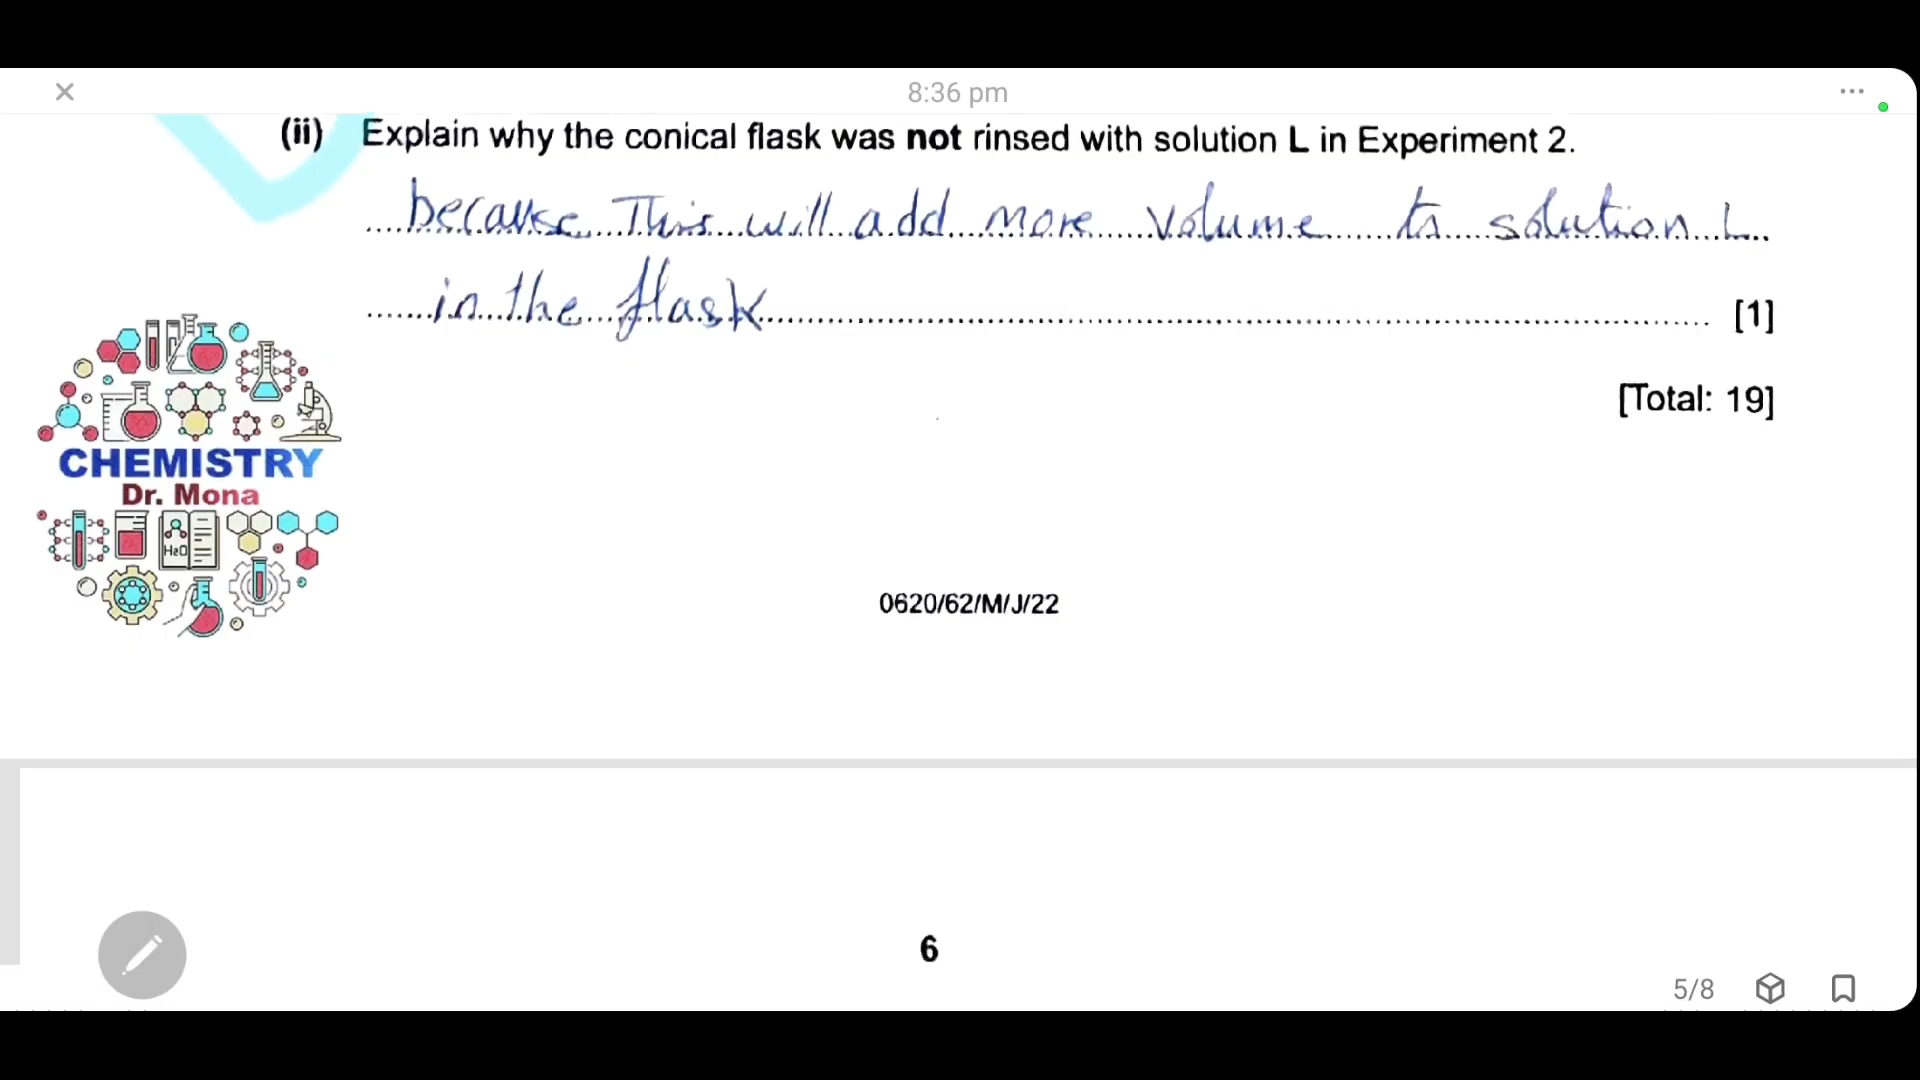 8:36 pm
(ii) Explain why the conical flask was not rinsed with solution L in Experiment 2.
because This will add more volume to solution L
in the flask [1]
[Total: 19]
CHEMISTRY
Dr. Mona
H2O
0620/62/M/J/22
6
5/8